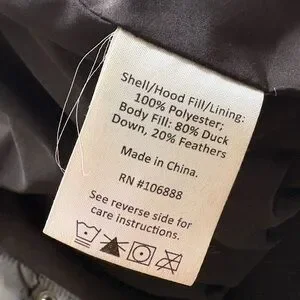 Shell/Hood Fill/Lining:
100% Polyester;
Body Fill: 80% Duck
Down, 20% Feathers
Made in China.
RN #106888
See reverse side for
care instructions.